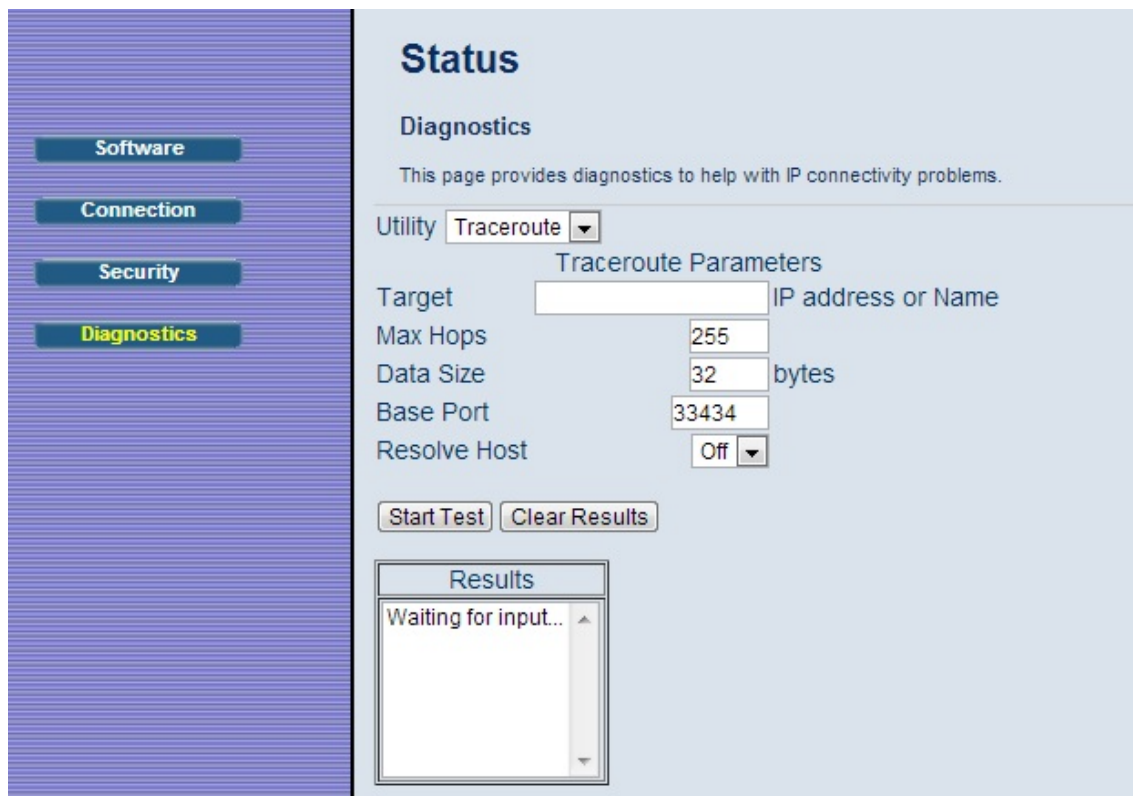 Software
Connection
Security
Diagnostics
Status
Diagnostics
This page provides diagnostics to help with IP connectivity problems.
Utility Traceroute
Traceroute Parameters
Target IP address or Name
Max Hops 255
Data Size 32 bytes
Base Port 33434
Resolve Host Off
Start Test Clear Results
Results
Waiting for input...